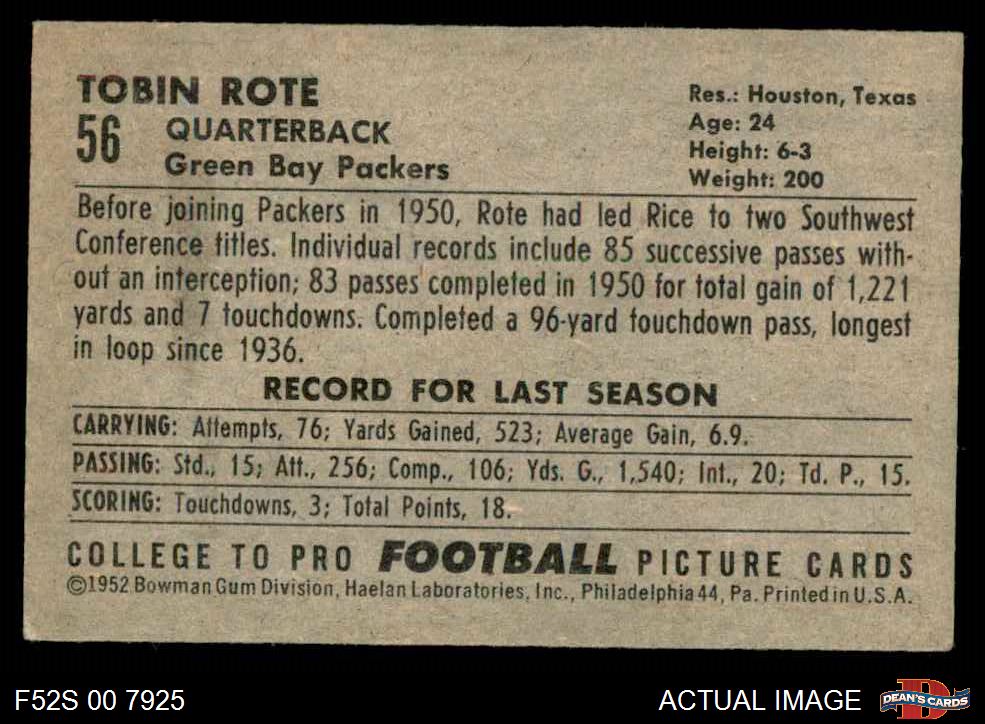 TOBIN ROTE
56 QUARTERBACK
Green Bay Packers
Res.: Houston, Texas
Age: 24
Height: 6-3
Weight: 200
Before joining Packers in 1950, Rote had led Rice to two Southwest
Conference titles. Individual records include 85 successive passes with-
out an interception; 83 passes completed in 1950 for total gain of 1,221
yards and 7 touchdowns. Completed a 96-yard touchdown pass, longest
in loop since 1936.
RECORD FOR LAST SEASON
CARRYING: Attempts, 76; Yards Gained, 523; Average Gain, 6.9.
PASSING: Std., 15; Att., 256; Comp., 106; Yds. G., 1,540; Int., 20; Td. P., 15.
SCORING: Touchdowns, 3; Total Points, 18.
COLLEGE TO PRO FOOTBALL PICTURE CARDS
©1952 Bowman Gum Division, Haelan Laboratories, Inc., Philadelphia 44, Pa. Printed in U.S.A.
F52S 00 7925
ACTUAL IMAGE
DEAN'S CARDS